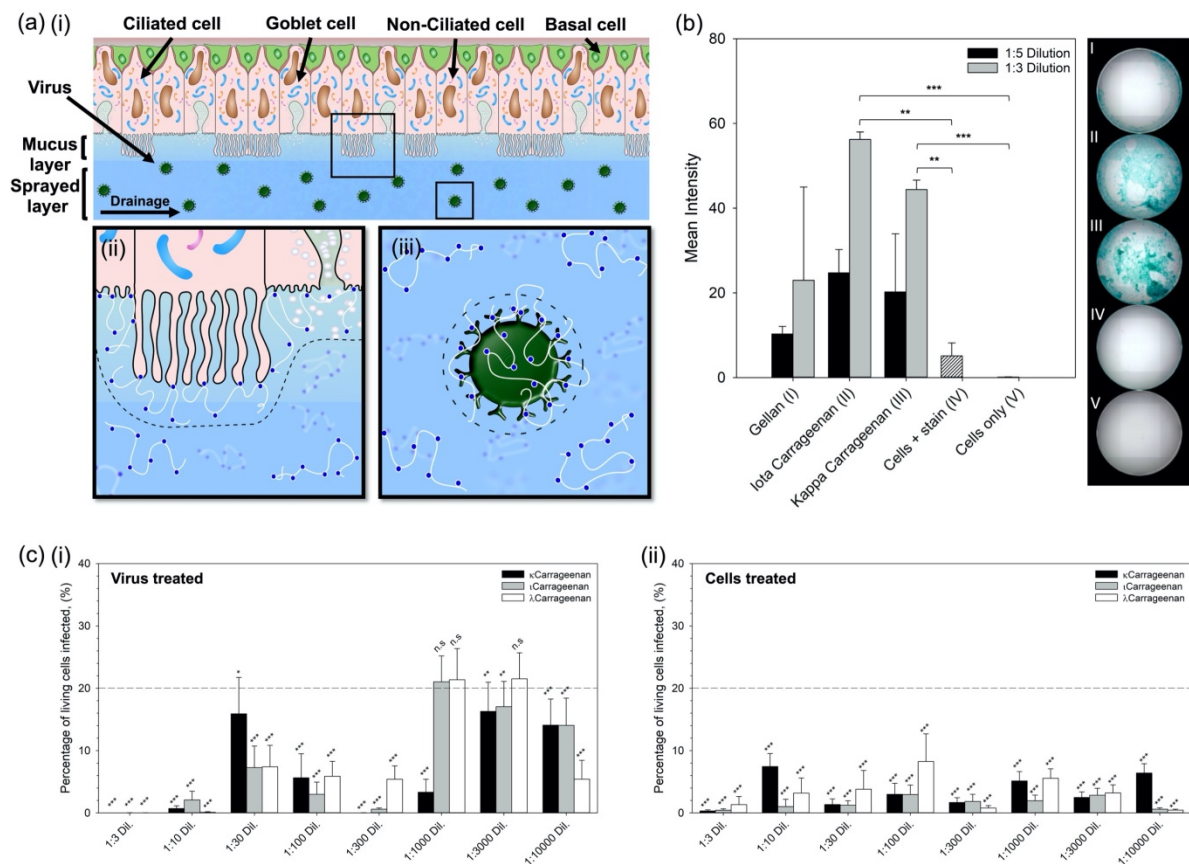 (a) (i)
Ciliated cell
Goblet cell
Non-Ciliated cell
Basal cell
Virus
Mucus
layer
Sprayed
layer
Drainage
(ii)
(iii)
(b)
80
60
40
20
0
Mean Intensity
1:5 Dilution
1:3 Dilution
***
**
***
**
Gellan (I)
Iota Carrageenan (II)
Kappa Carrageenan (III)
Cells + stain (IV)
Cells only (V)
I
II
III
IV
V
(c) (i)
Virus treated
κCarrageenan
ιCarrageenan
λCarrageenan
Percentage of living cells infected, (%)
40
30
20
10
0
n.s
n.s
n.s
1:3 Dil.
1:10 Dil.
1:30 Dil.
1:100 Dil.
1:300 Dil.
1:1000 Dil.
1:3000 Dil.
1:10000 Dil.
(ii)
Cells treated
κCarrageenan
ιCarrageenan
λCarrageenan
Percentage of living cells infected, (%)
40
30
20
10
0
1:3 Dil.
1:10 Dil.
1:30 Dil.
1:100 Dil.
1:300 Dil.
1:1000 Dil.
1:3000 Dil.
1:10000 Dil.